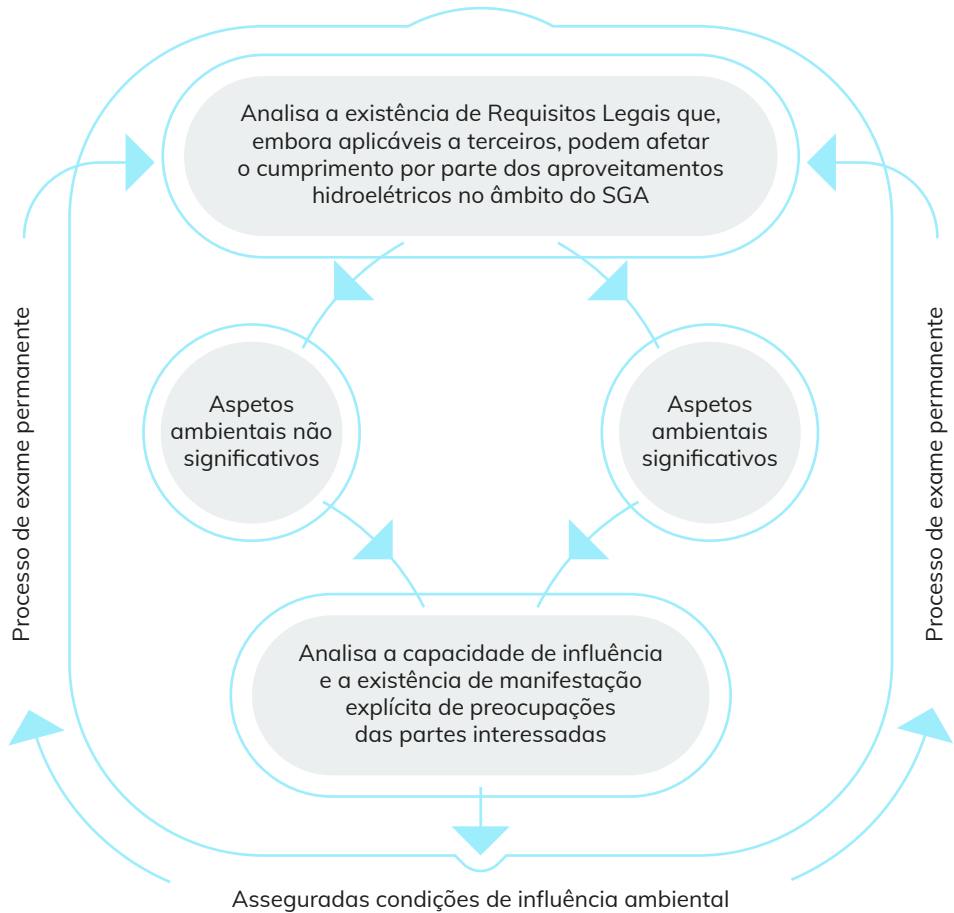 Analisa a existência de Requisitos Legais que,
embora aplicáveis a terceiros, podem afetar
o cumprimento por parte dos aproveitamentos
hidroelétricos no âmbito do SGA
Processo de exame permanente
Aspetos
ambientais não
significativos
Aspetos
ambientais
significativos
Processo de exame permanente
Analisa a capacidade de influência
e a existência de manifestação
explícita de preocupações
das partes interessadas
Asseguradas condições de influência ambiental